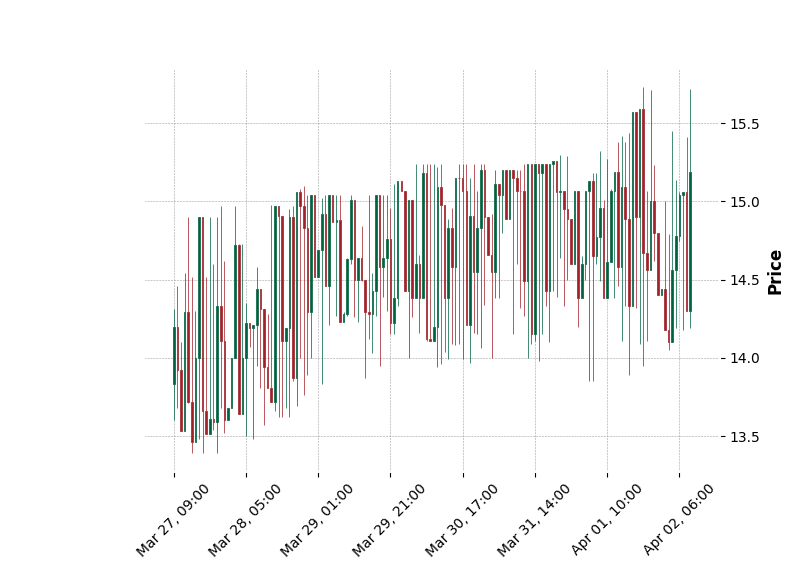 15.5
15.0
14.5
14.0
13.5
Price
Mar 27, 09:00
Mar 28, 05:00
Mar 29, 01:00
Mar 29, 21:00
Mar 30, 17:00
Mar 31, 14:00
Apr 01, 10:00
Apr 02, 06:00